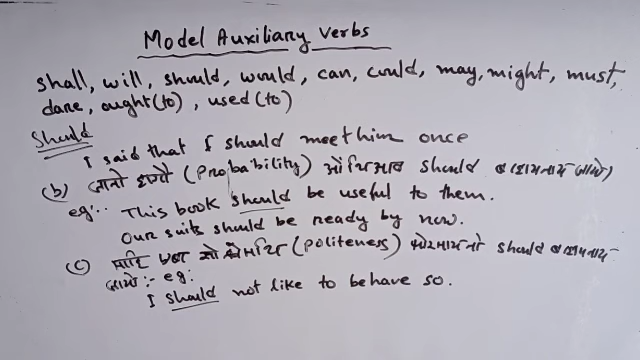 Model Auxiliary Verbs
shall, will, should, would, can, could, may, might, must,
dare, ought(to), used(to)
Should
I said that I should meet him once
(b) (Probability) should
eg:- This book should be useful to them.
Our suits should be ready by now.
(c) (Politeners) should
:- eg:
I should not like to behave so.